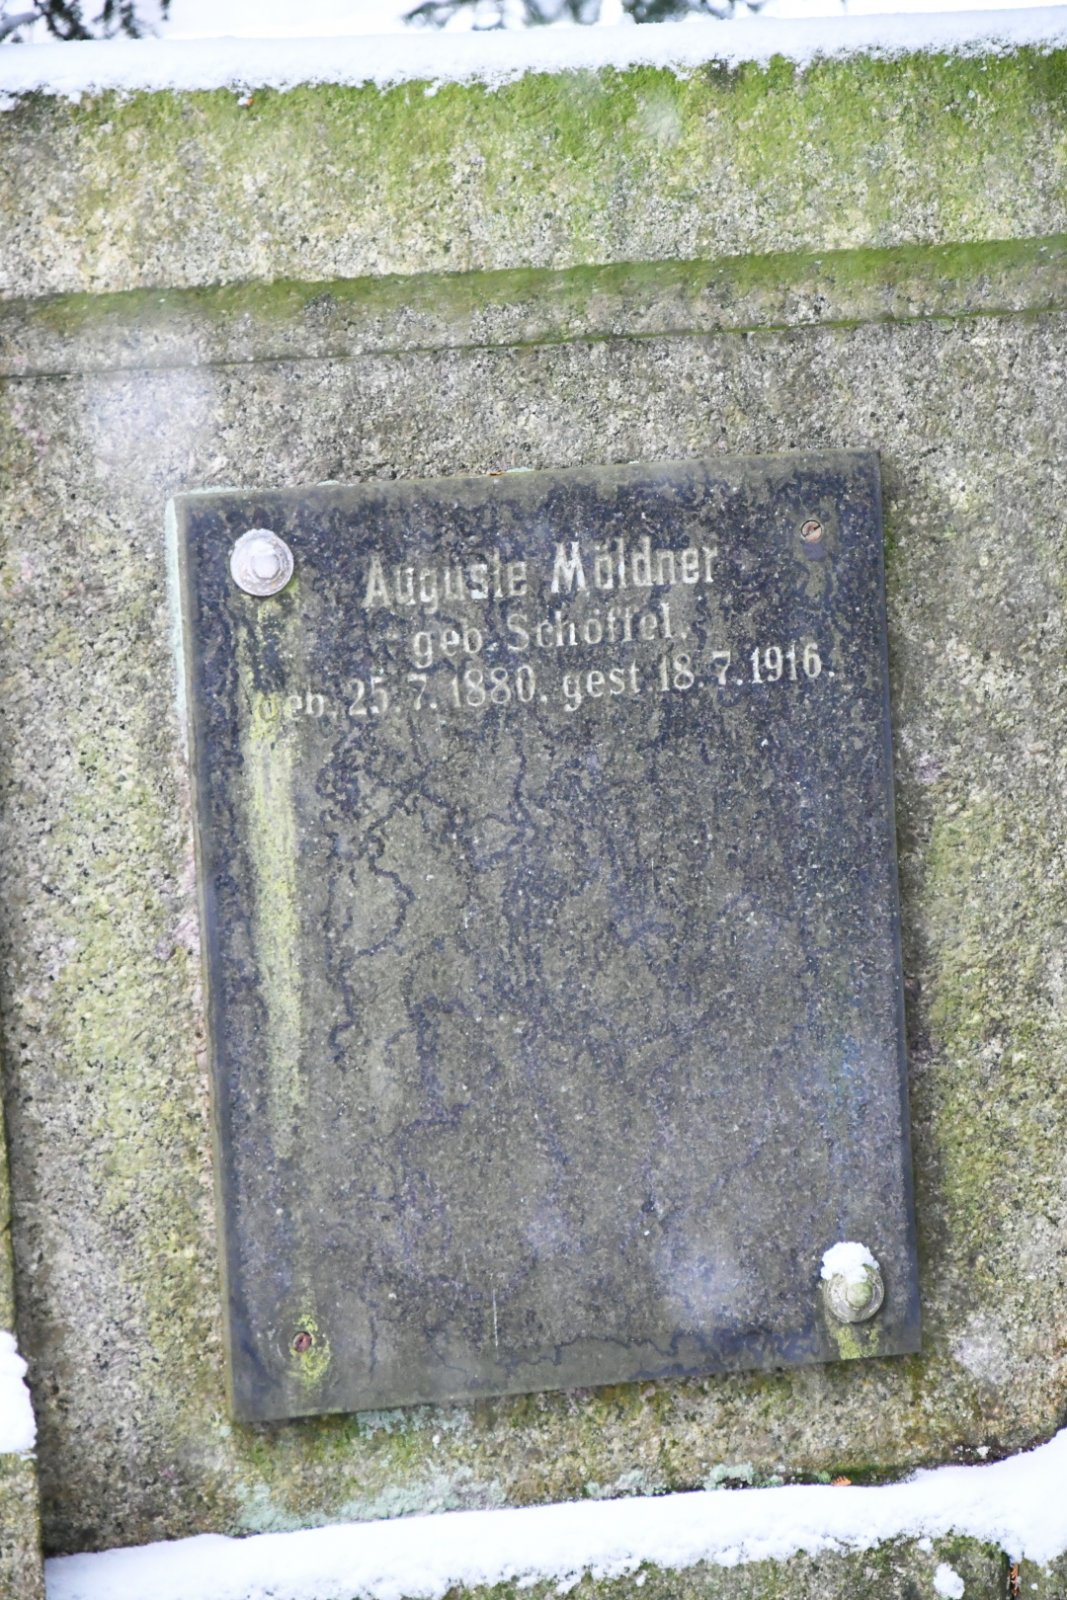 Auguste Möldner
geb. Schöffel.
geb. 25.7.1880. gest 18.7.1916.